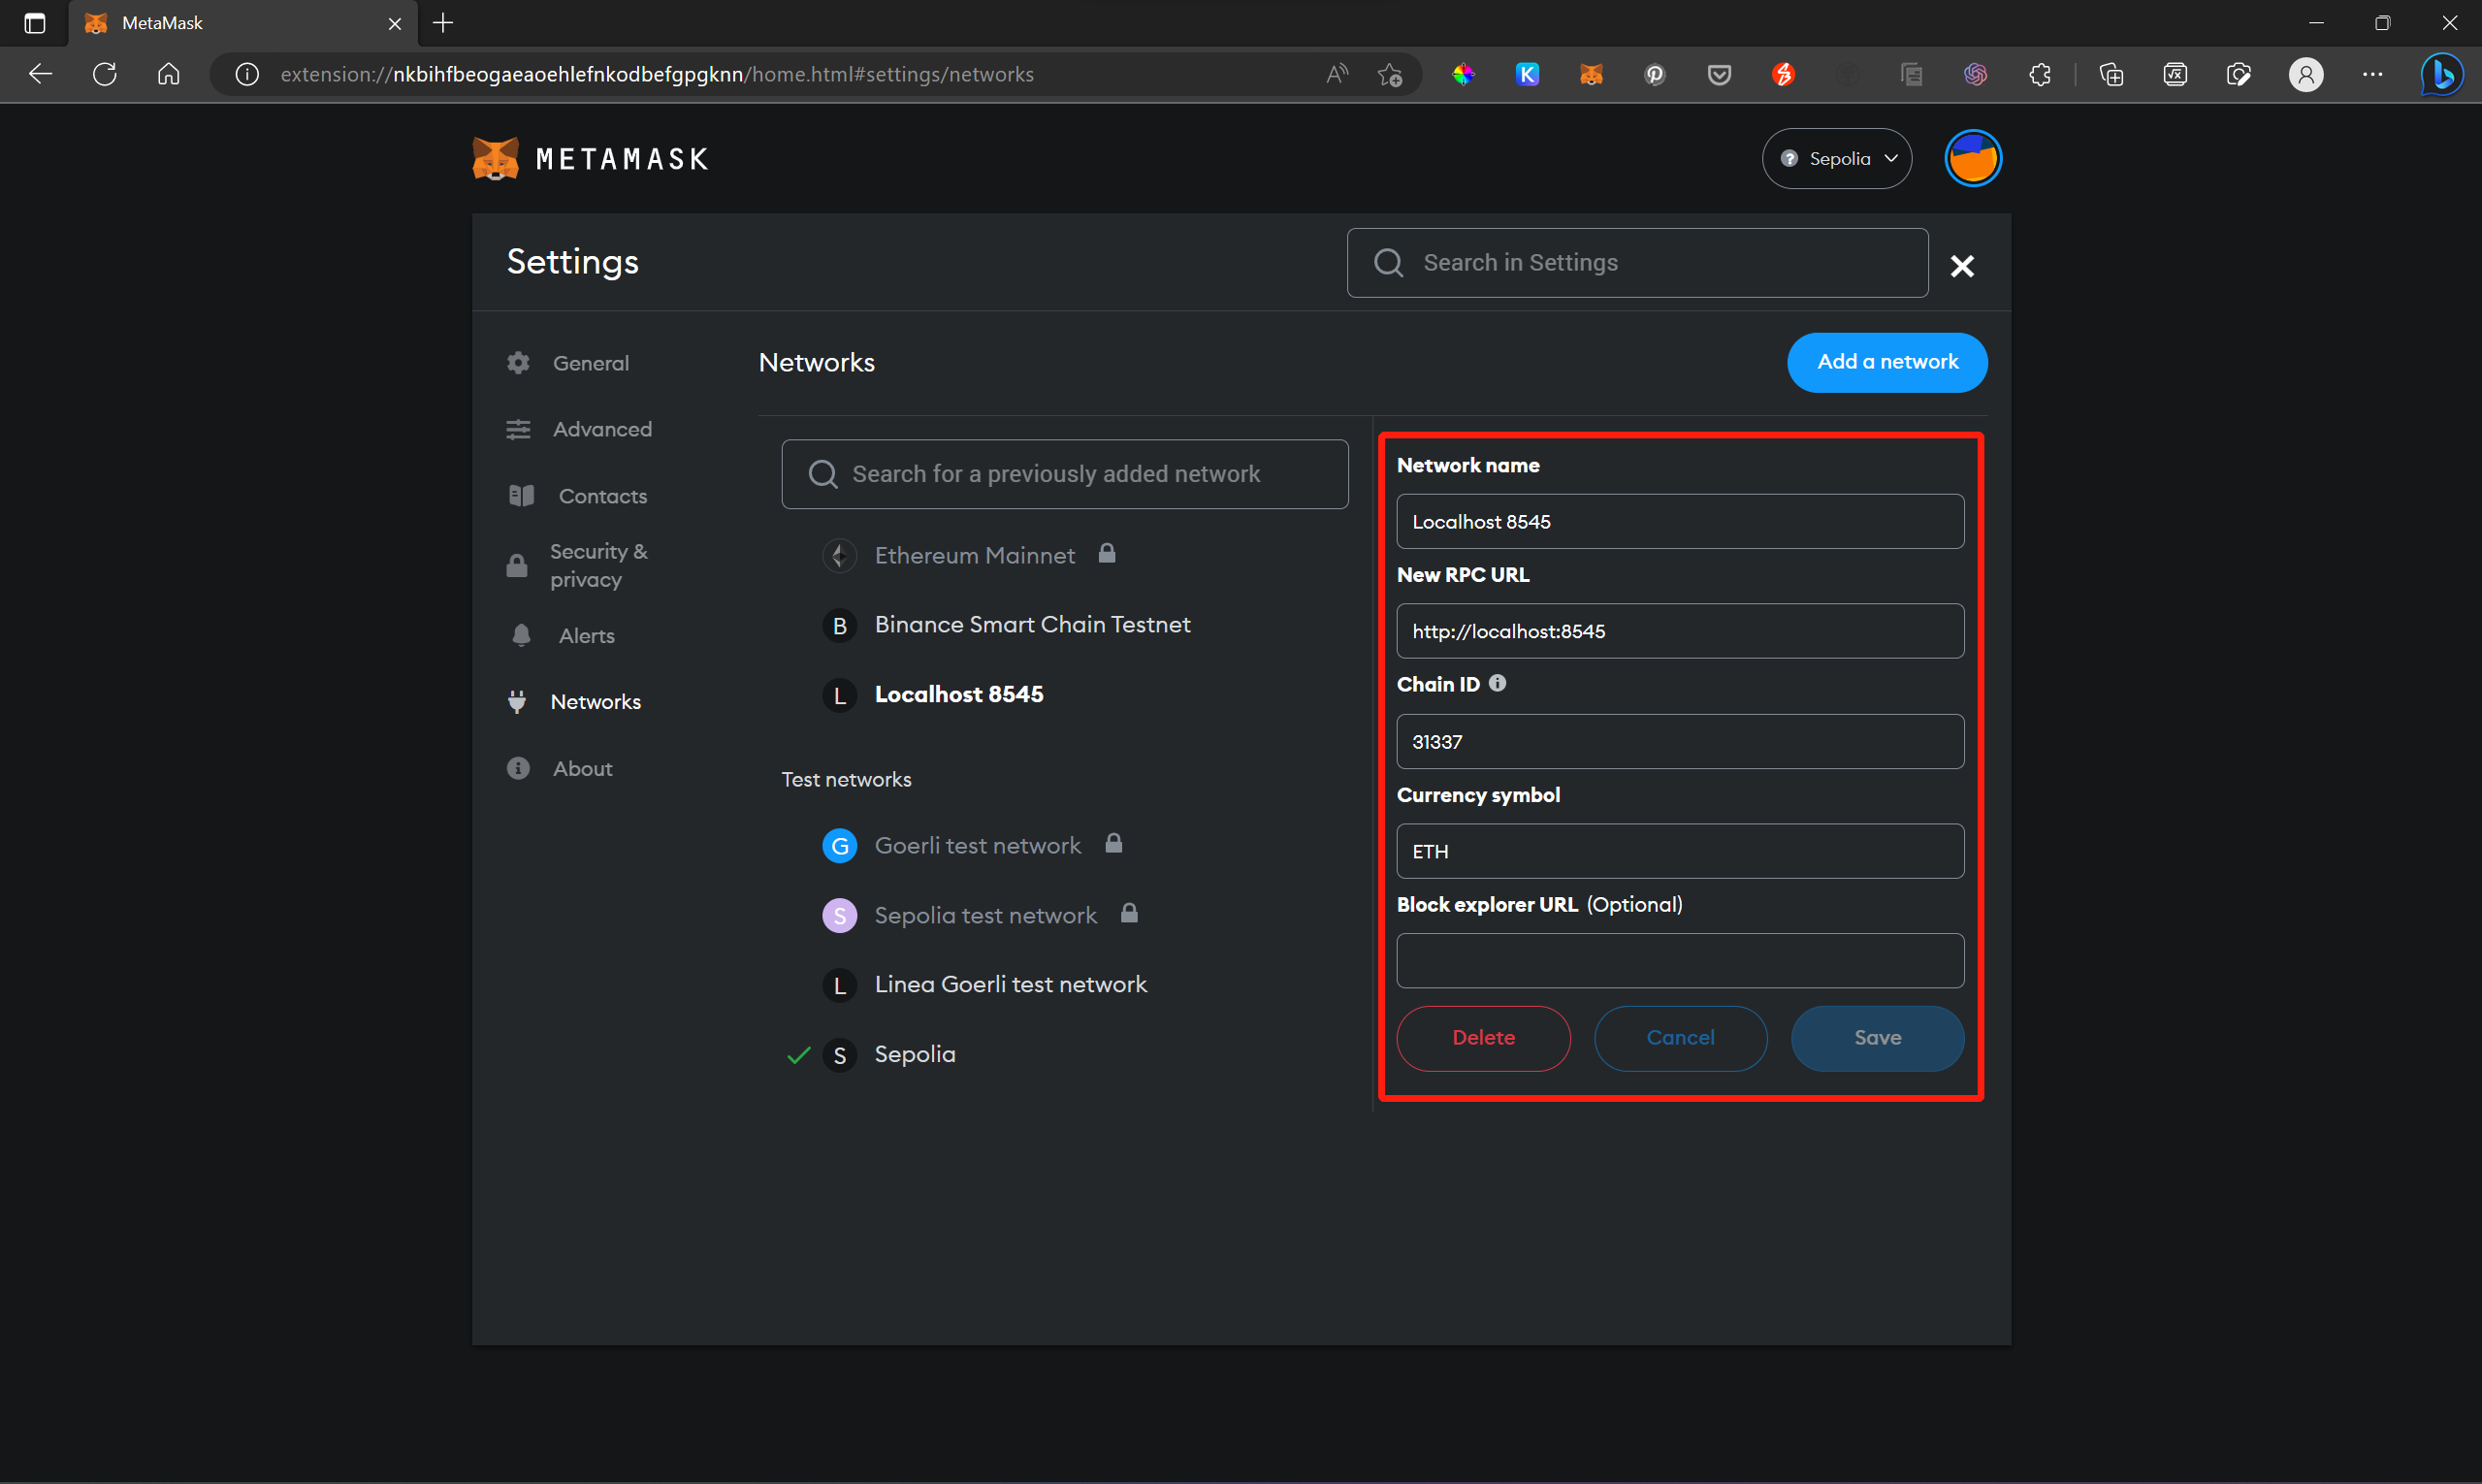 MetaMask
extension://nkbihfbeogaeaoehlefnkodbefgpgknn/home.html#settings/networks
METAMASK
Sepolia
Settings
Search in Settings
General
Advanced
Contacts
Security &
privacy
Alerts
Networks
About
Networks
Add a network
Search for a previously added network
Ethereum Mainnet
B Binance Smart Chain Testnet
L Localhost 8545
Test networks
G Goerli test network
S Sepolia test network
L Linea Goerli test network
S Sepolia
Network name
Localhost 8545
New RPC URL
http://localhost:8545
Chain ID
31337
Currency symbol
ETH
Block explorer URL (Optional)
Delete
Cancel
Save